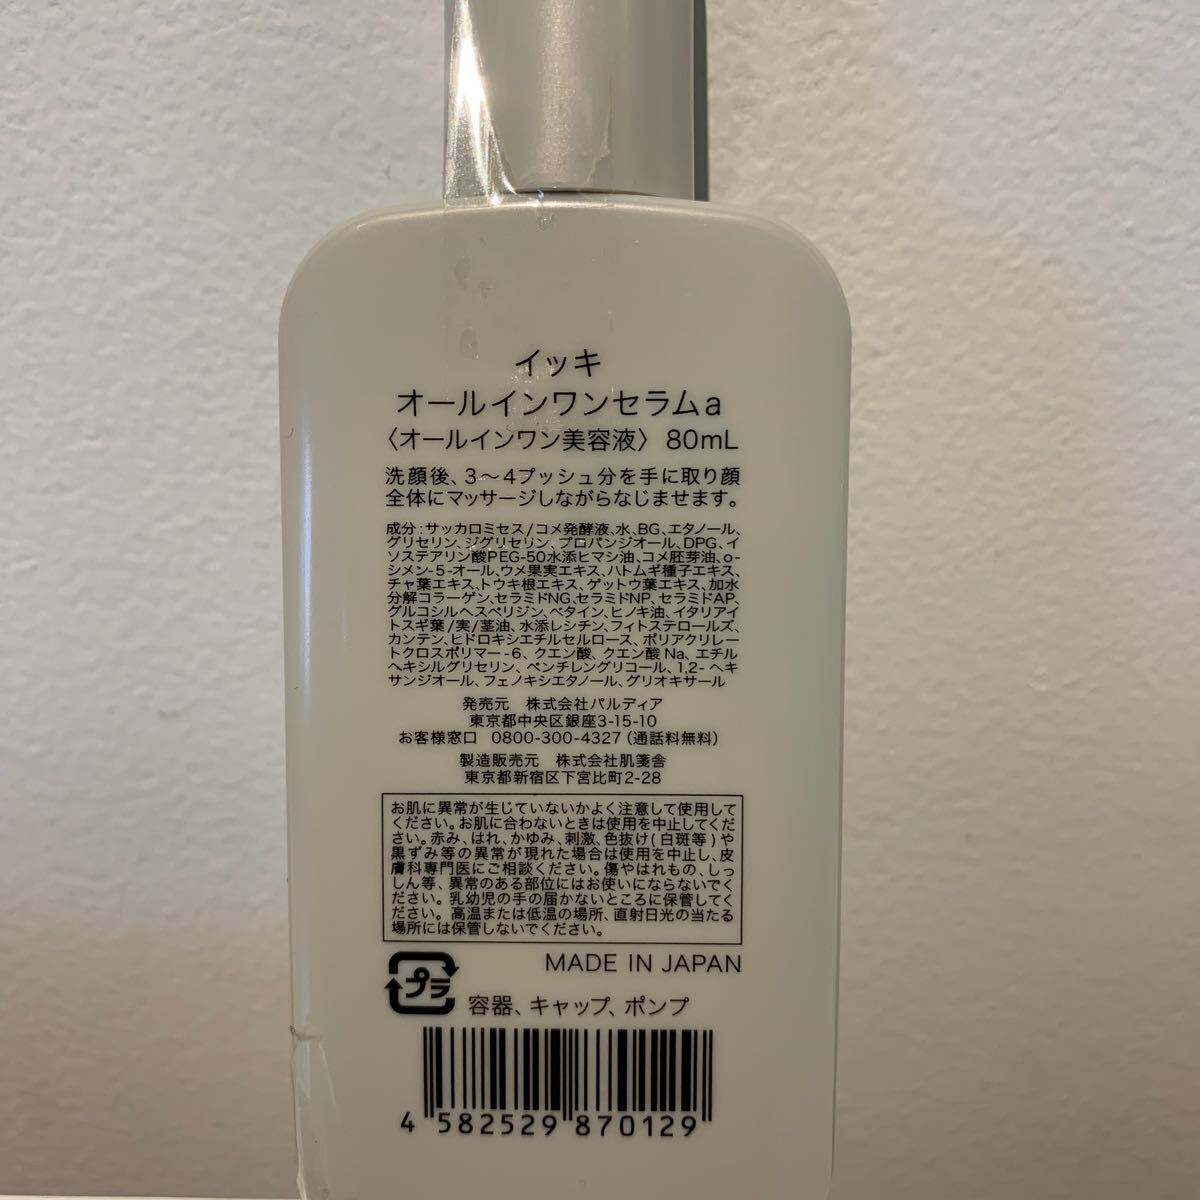 イッキ
オールインワンセラムa
〈オールインワン美容液〉 80mL
洗顔後、3〜4プッシュ分を手に取り顔
全体にマッサージしながらなじませます。
成分:サッカロミセス/コメ発酵液、水、BG、エタノール、
グリセリン、ジグリセリン、プロパンジオール、DPG、イ
ソステアリン酸PEG-50水添ヒマシ油、コメ胚芽油、o-
シメン-5-オール、ウメ果実エキス、ハトムギ種子エキス、
チャ葉エキス、トウキ根エキス、ゲットウ葉エキス、加水
分解コラーゲン、セラミドNG、セラミドNP、セラミドAP、
グルコシルヘスペリジン、ベタイン、ヒノキ油、イタリアイ
トスギ葉/実/茎油、水添レシチン、フィトステロールズ、
カンテン、ヒドロキシエチルセルロース、ポリアクリレー
トクロスポリマー-6、クエン酸、クエン酸Na、エチル
ヘキシルグリセリン、ペンチレングリコール、1,2-ヘキ
サンジオール、フェノキシエタノール、グリオキサール
発売元 株式会社パルディア
東京都中央区銀座3-15-10
お客様窓口 0800-300-4327(通話料無料)
製造販売元 株式会社肌箋舎
東京都新宿区下宮比町2-28
お肌に異常が生じていないかよく注意して使用して
ください。お肌に合わないときは使用を中止してくだ
さい。赤み、はれ、かゆみ、刺激、色抜け(白斑等)や
黒ずみ等の異常が現れた場合は使用を中止し、皮
膚科専門医にご相談ください。傷やはれもの、しっ
しん等、異常のある部位にはお使いにならないでく
ださい。乳幼児の手の届かないところに保管してく
ださい。高温または低温の場所、直射日光の当たる
場所には保管しないでください。
MADE IN JAPAN
プラ 容器、キャップ、ポンプ
4 582529 870129